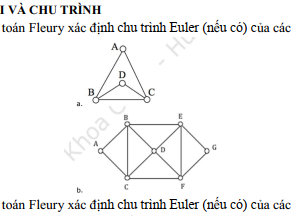 I VÀ CHU TRÌNH
toán Fleury xác định chu trình Euler (nếu có) của các
A
D
B
C
a.
B
E
A
D
G
C
F
b.
toán Fleury xác định chu trình Euler (nếu có) của các